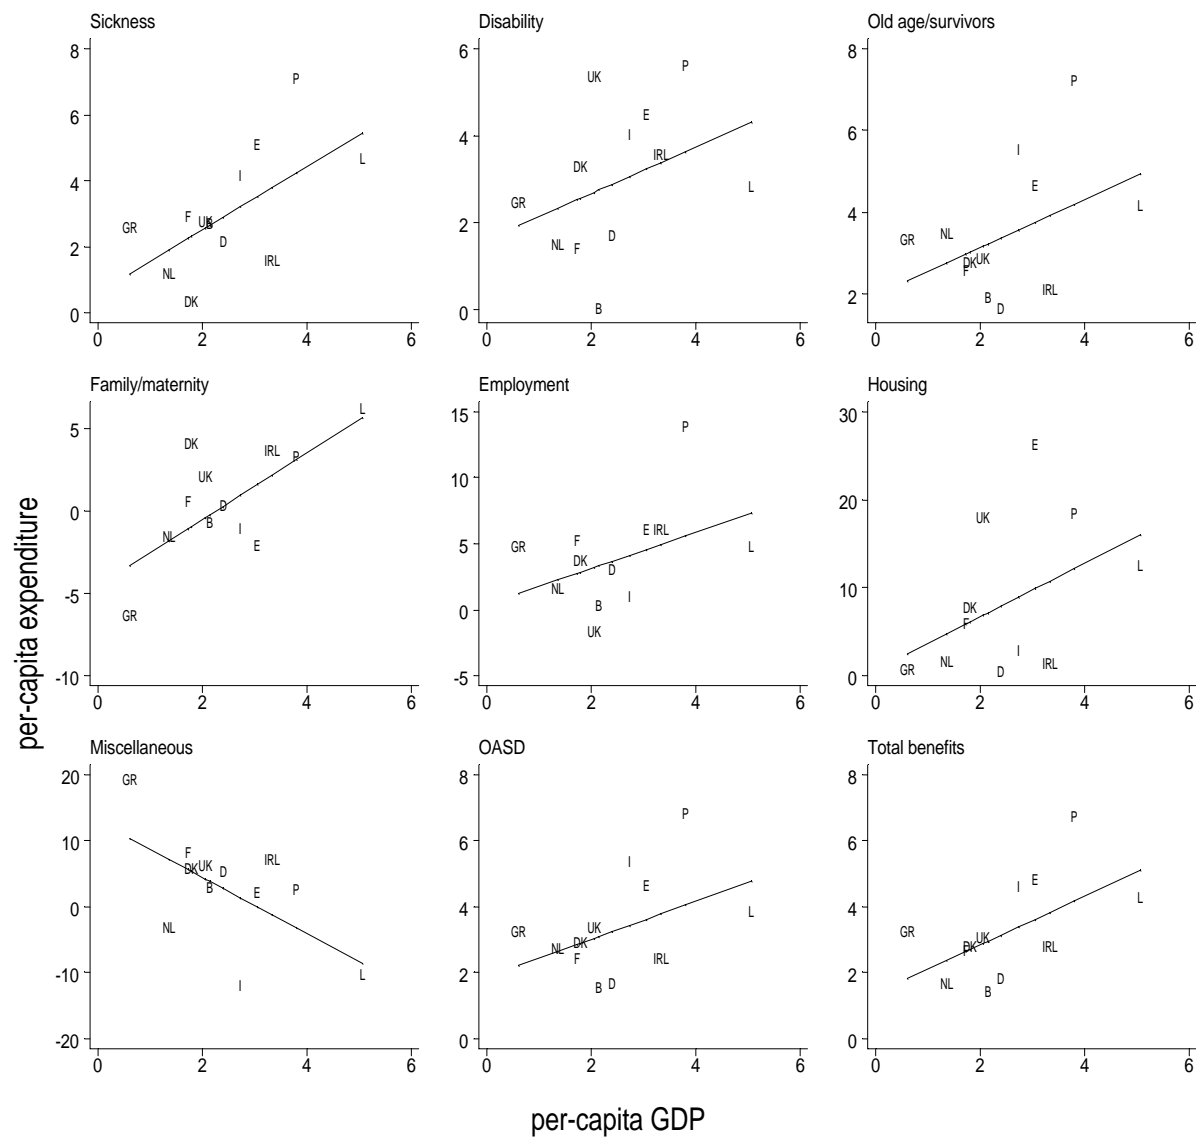 Sickness
8
6
4
2
0
0 2 4 6
GR
NL
F
DK
UK
B
D
I
E
IRL
P
L
Disability
6
4
2
0
0 2 4 6
GR
NL
F
DK
UK
B
D
I
E
IRL
P
L
Old age/survivors
8
6
4
2
0 2 4 6
GR
NL
F
DK
UK
B
D
I
E
IRL
P
L
Family/maternity
5
0
-5
-10
0 2 4 6
GR
NL
F
DK
UK
B
D
I
E
IRL
P
L
Employment
15
10
5
0
-5
0 2 4 6
GR
NL
F
DK
UK
B
D
I
E
IRL
P
L
Housing
30
20
10
0
0 2 4 6
GR
NL
F
DK
UK
D
I
E
IRL
P
L
Miscellaneous
20
10
0
-10
-20
0 2 4 6
GR
NL
F
DK
UK
B
D
I
E
IRL
P
L
OASD
8
6
4
2
0
0 2 4 6
GR
NL
F
DK
UK
B
D
I
E
IRL
P
L
Total benefits
8
6
4
2
0
0 2 4 6
GR
NL
F
DK
UK
B
D
I
E
IRL
P
L
per-capita expenditure
per-capita GDP